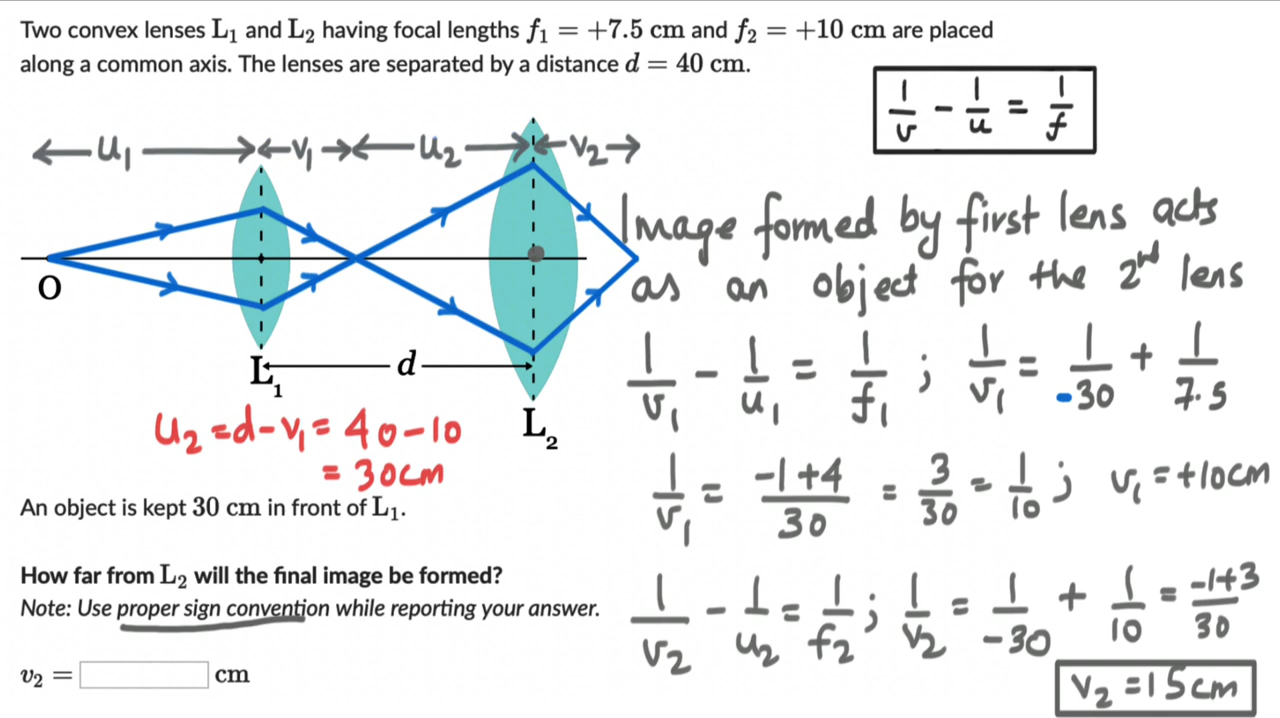 Two convex lenses L₁ and L₂ having focal lengths f₁ = +7.5 cm and f₂ = +10 cm are placed
along a common axis. The lenses are separated by a distance d = 40 cm.
1/v - 1/u = 1/f
u₁ v₁ u₂ v₂
Image formed by first lens acts
as an object for the 2nd lens
O
L₁
d
L₂
1/v₁ - 1/u₁ = 1/f₁ ; 1/v₁ = 1/-30 + 1/7.5
u₂ = d - v₁ = 40 - 10
= 30cm
1/v₁ = -1+4/30 = 3/30 = 1/10 ; v₁ = +10cm
An object is kept 30 cm in front of L₁.
How far from L₂ will the final image be formed?
Note: Use proper sign convention while reporting your answer.
1/v₂ - 1/u₂ = 1/f₂ ; 1/v₂ = 1/-30 + 1/10 = -1+3/30
v₂ = cm
v₂ = 15cm